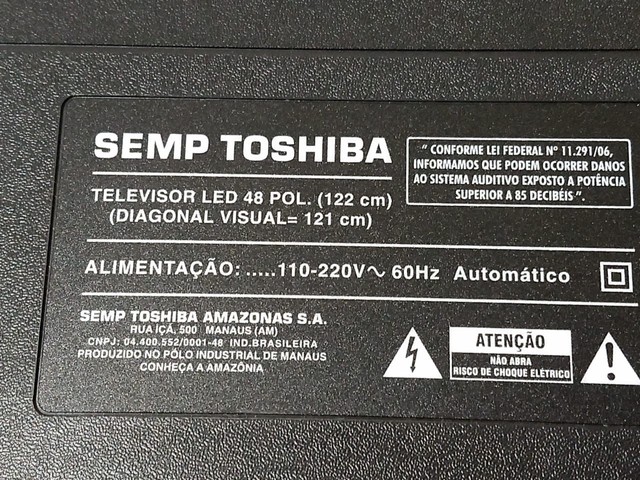 SEMP TOSHIBA
" CONFORME LEI FEDERAL Nº 11.291/06,
INFORMAMOS QUE PODEM OCORRER DANOS
AO SISTEMA AUDITIVO EXPOSTO A POTÊNCIA
SUPERIOR A 85 DECIBÉIS ".
TELEVISOR LED 48 POL. (122 cm)
(DIAGONAL VISUAL= 121 cm)
ALIMENTAÇÃO: .....110-220V~ 60Hz Automático
SEMP TOSHIBA AMAZONAS S.A.
RUA IÇÁ, 500 MANAUS (AM)
CNPJ: 04.400.552/0001-48 IND.BRASILEIRA
PRODUZIDO NO PÓLO INDUSTRIAL DE MANAUS
CONHEÇA A AMAZÔNIA
ATENÇÃO
NÃO ABRA
RISCO DE CHOQUE ELÉTRICO